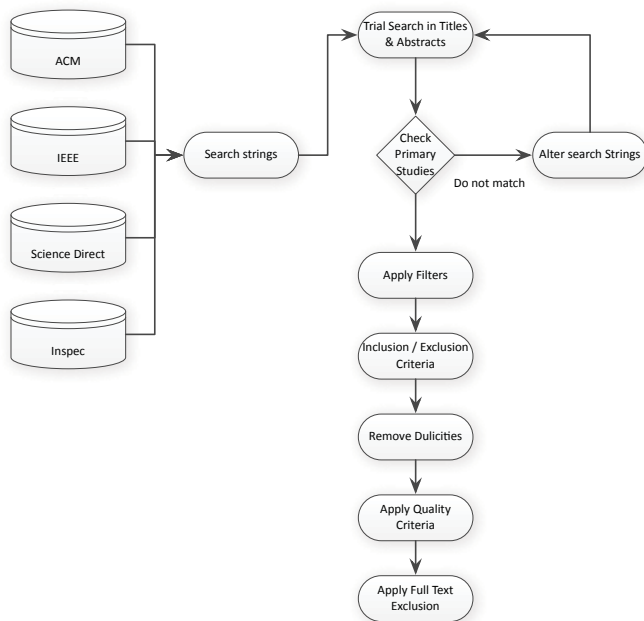 ACM
IEEE
Science Direct
Inspec
Search strings
Trial Search in Titles
& Abstracts
Check
Primary
Studies
Do not match
Alter search Strings
Apply Filters
Inclusion / Exclusion
Criteria
Remove Dulicities
Apply Quality
Criteria
Apply Full Text
Exclusion